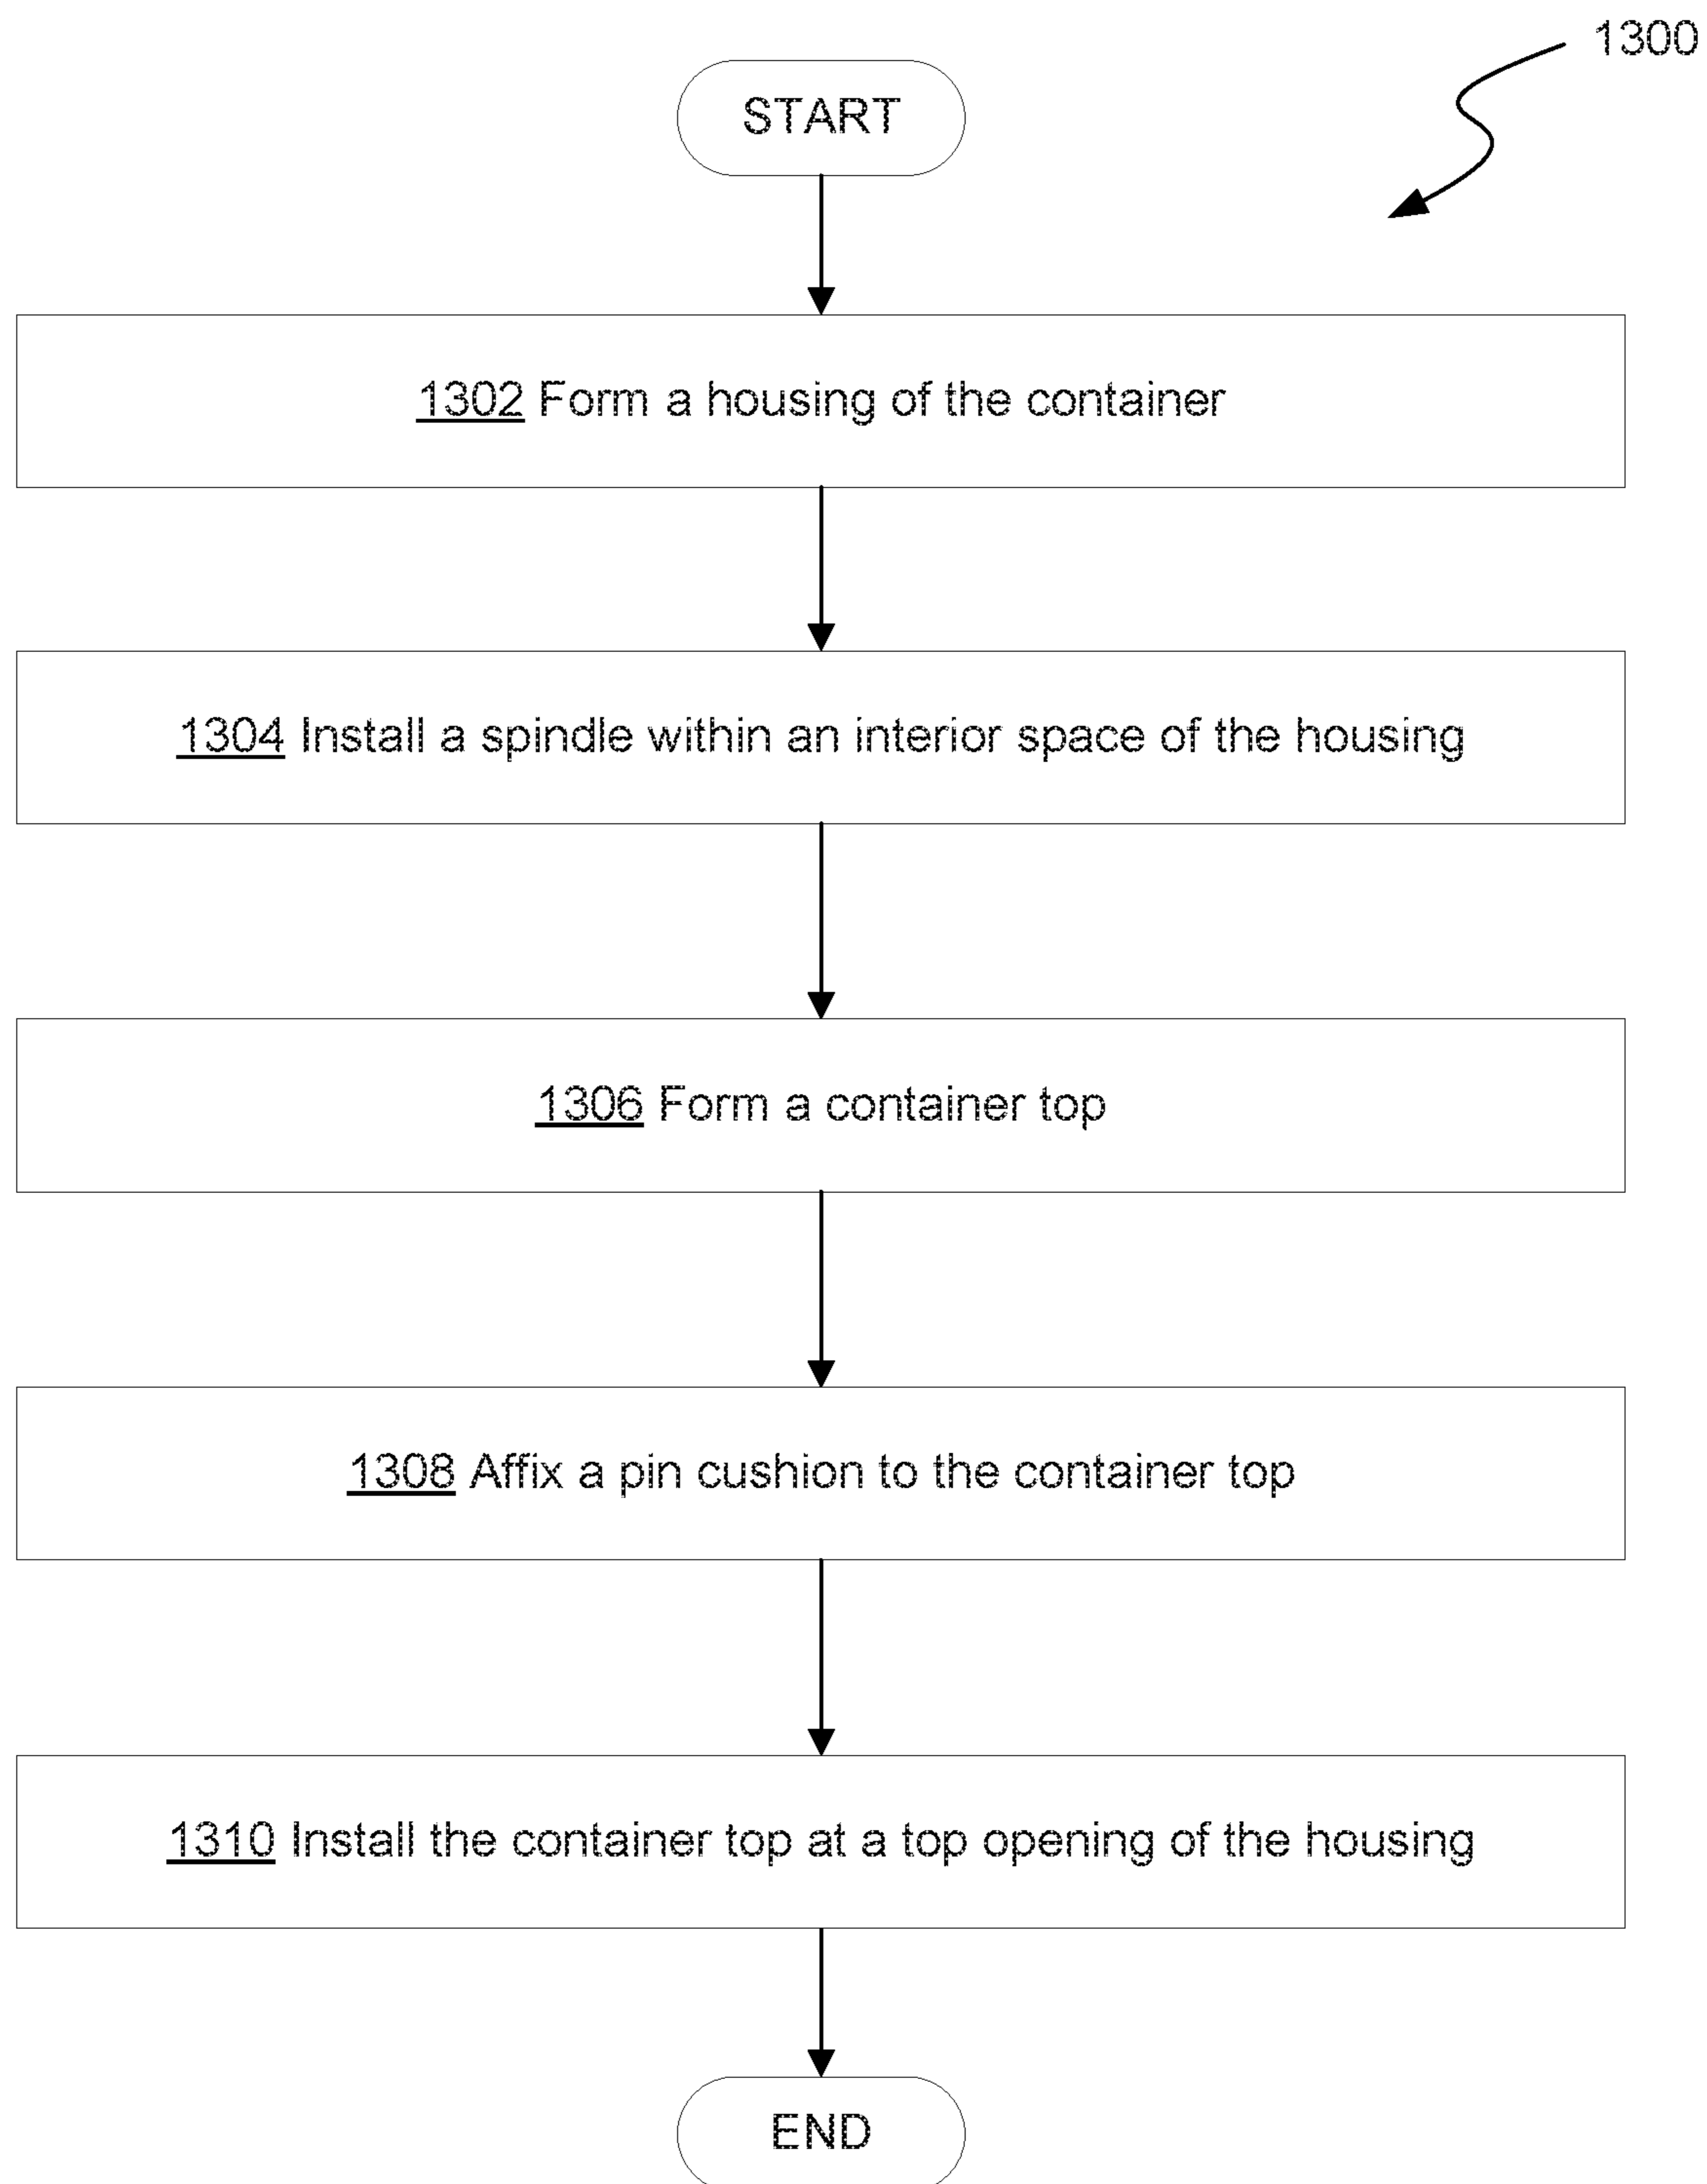 1300
START
1302 Form a housing of the container
1304 Install a spindle within an interior space of the housing
1306 Form a container top
1308 Affix a pin cushion to the container top
1310 Install the container top at a top opening of the housing
END